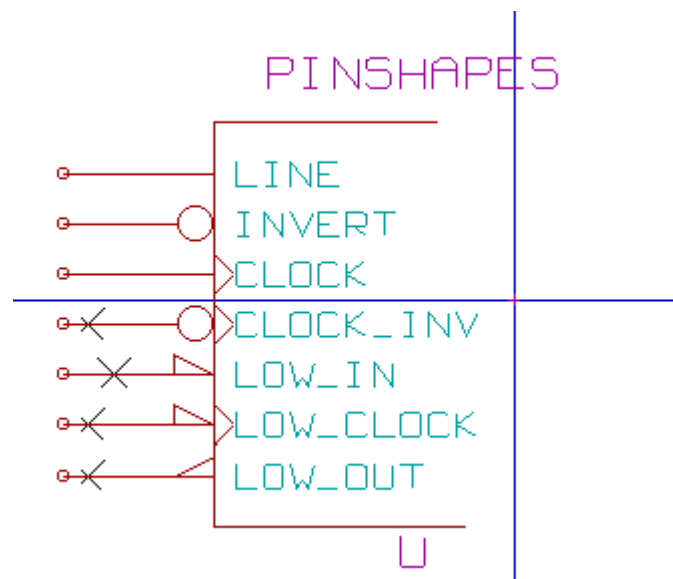 PINSHAPES
LINE
INVERT
CLOCK
CLOCK_INV
LOW_IN
LOW_CLOCK
LOW_OUT
U